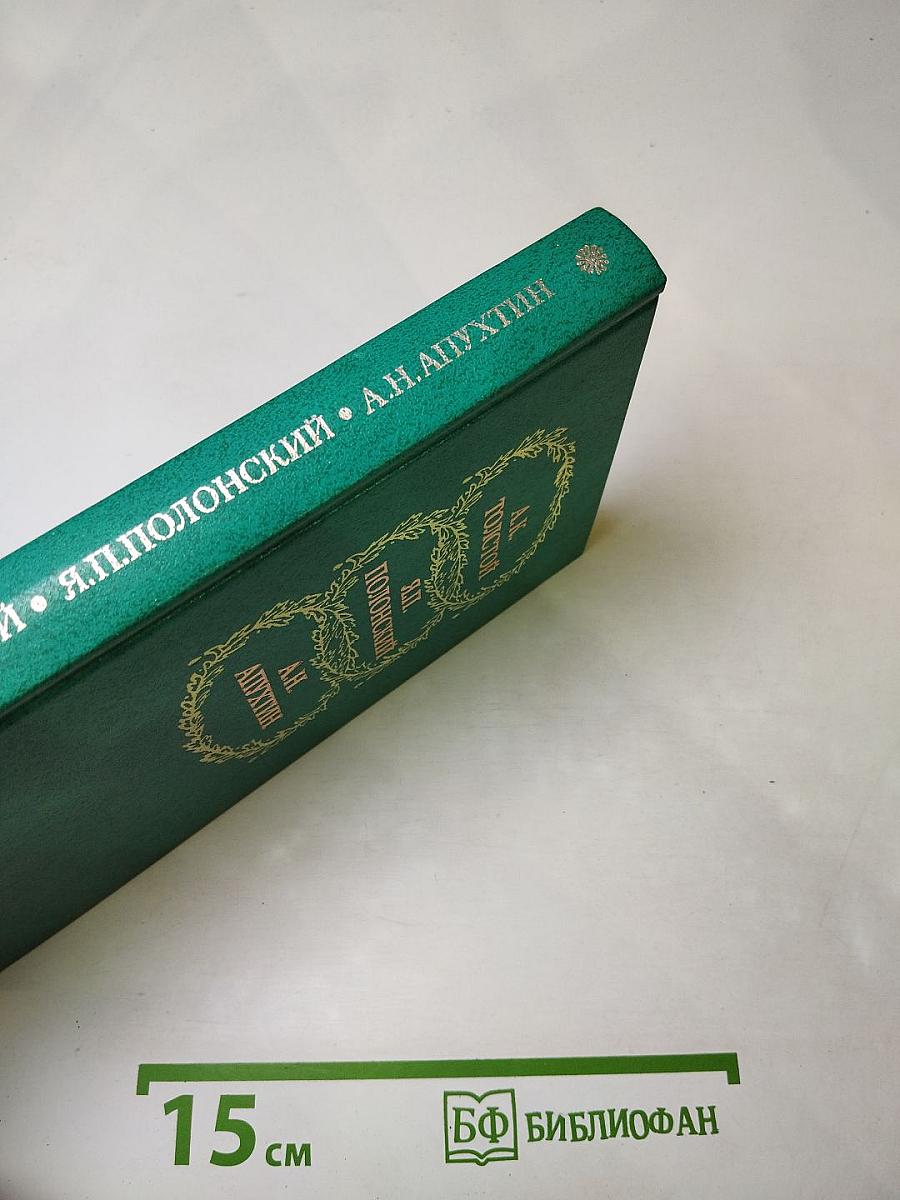 Й • Я.П.ПОЛОНСКИЙ • А.Н.АПУХТИН
А.К.
ТОЛСТОЙ
Я.П.
ПОЛОНСКИЙ
А.Н.
АПУХТИН
15 см
БФ БИБЛИОФАН